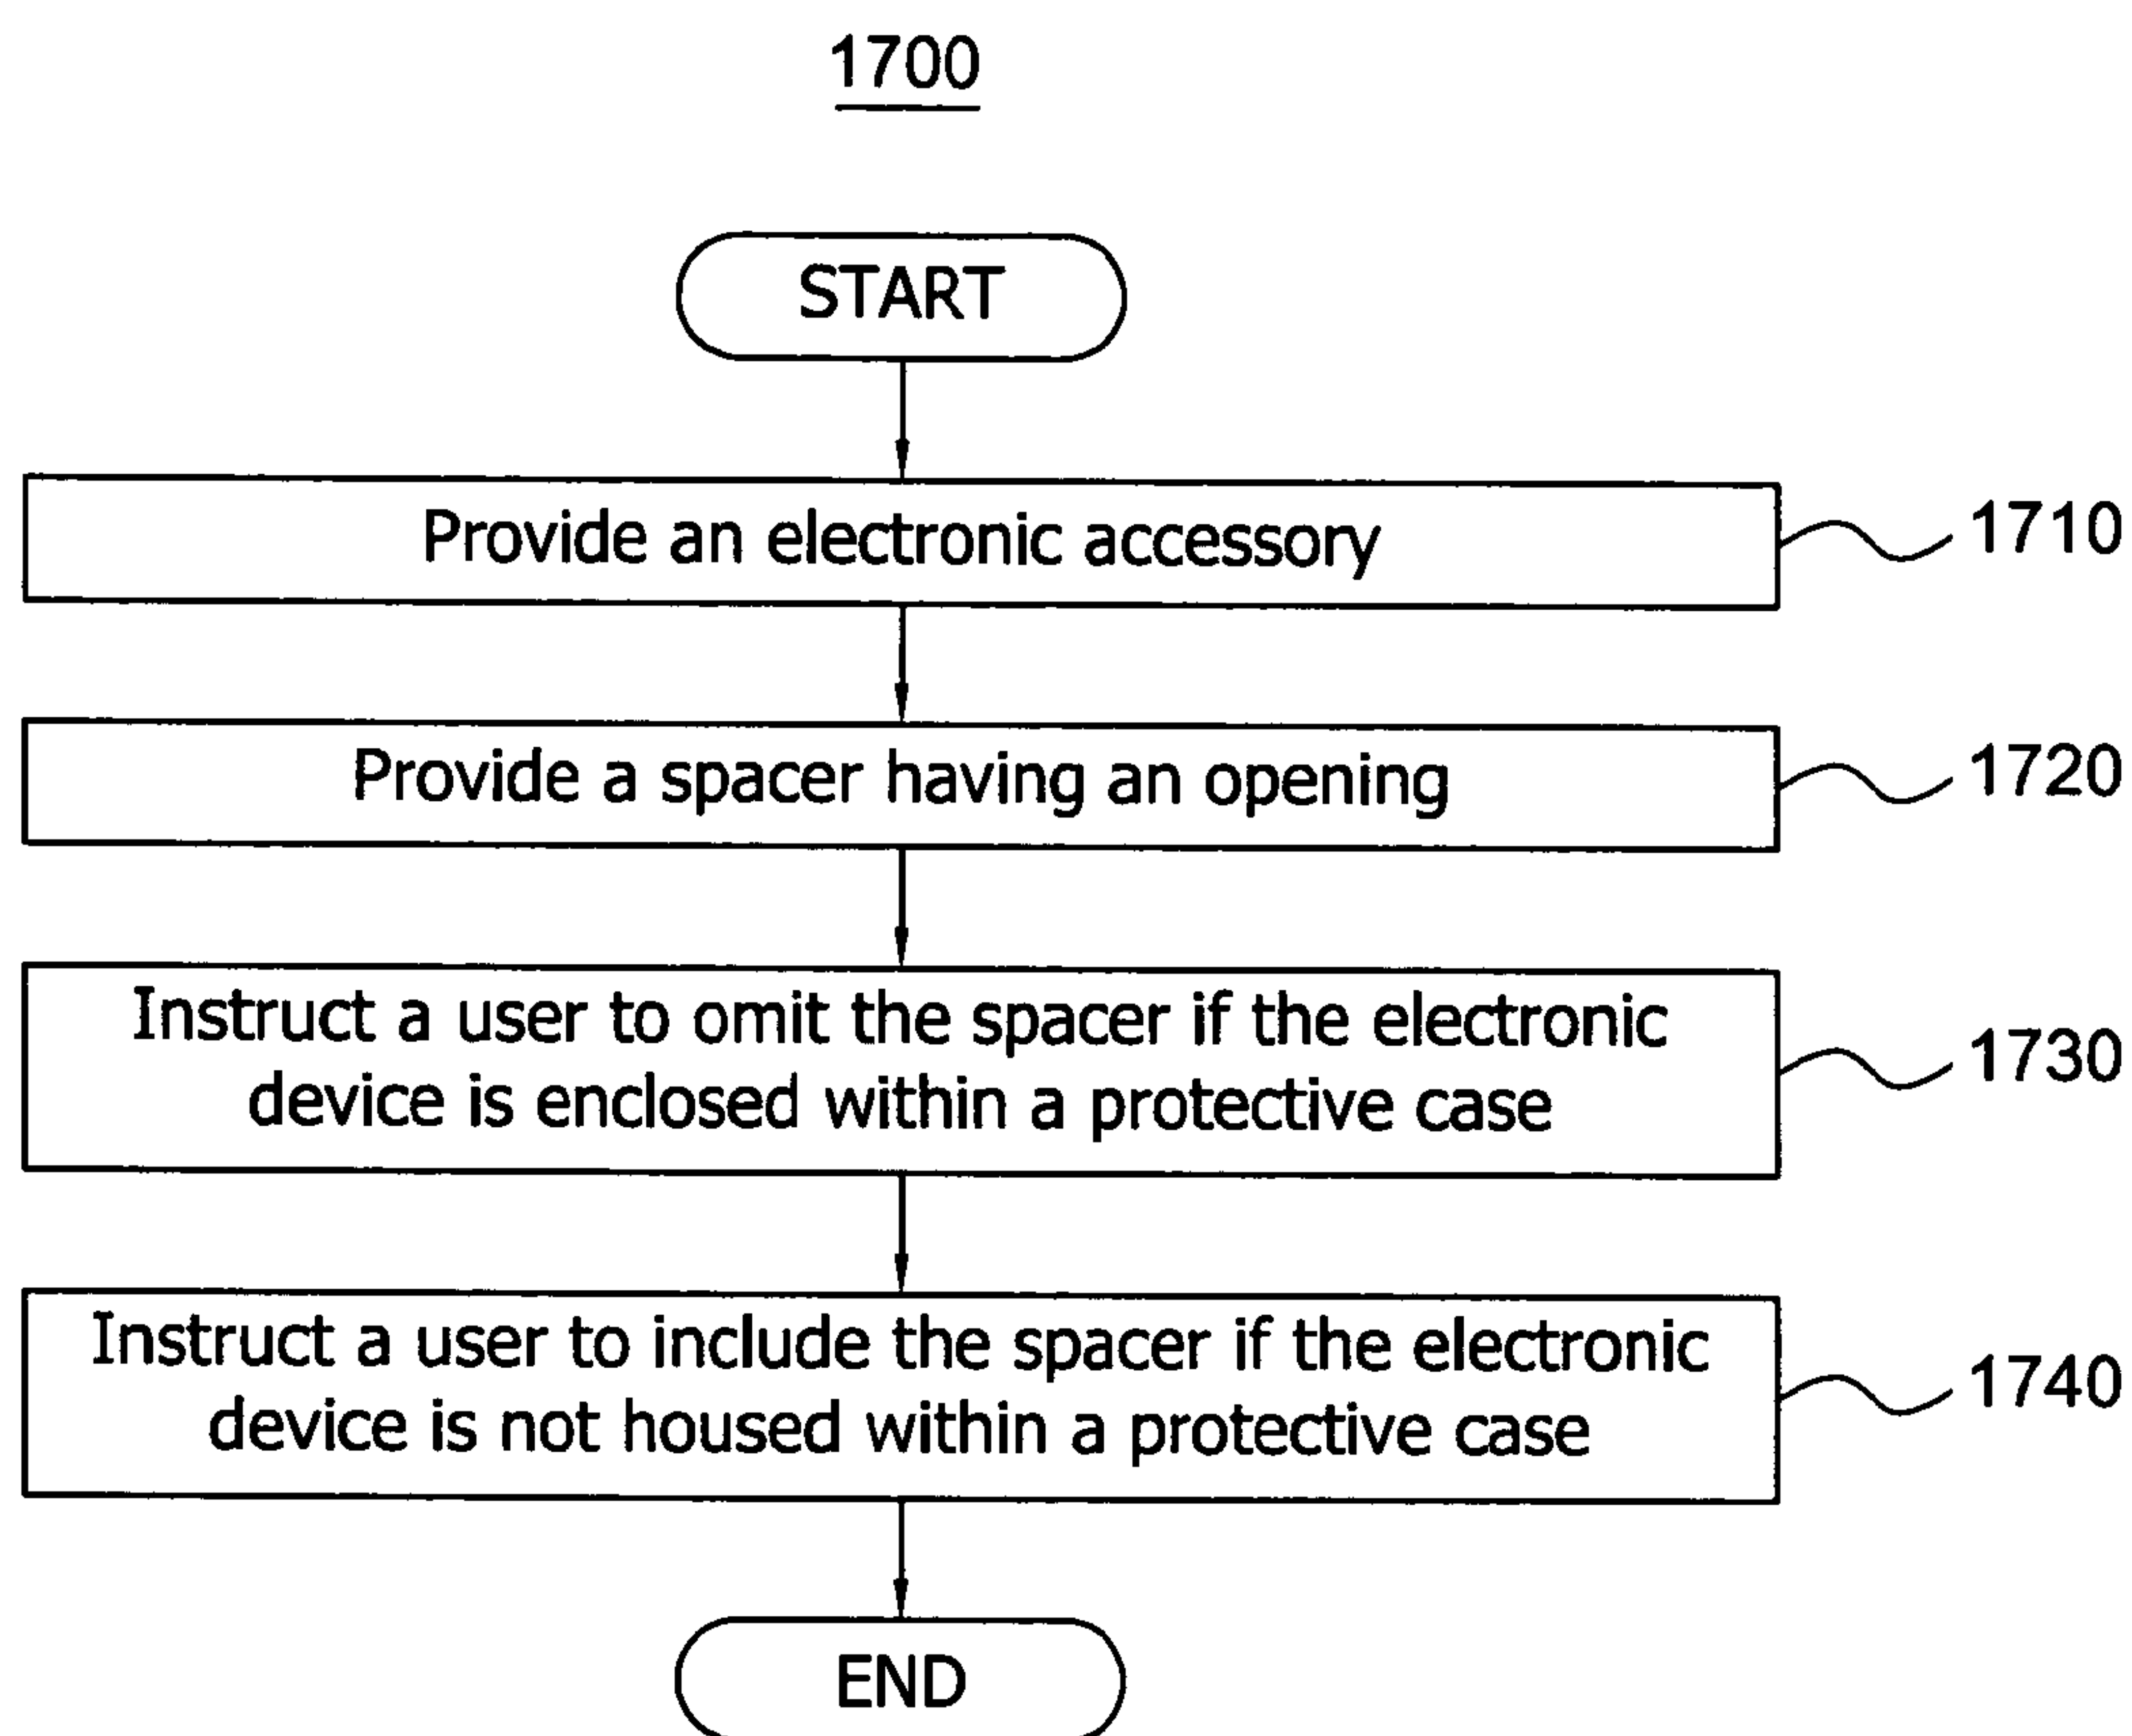 1700
START
Provide an electronic accessory
1710
Provide a spacer having an opening
1720
Instruct a user to omit the spacer if the electronic
device is enclosed within a protective case
1730
Instruct a user to include the spacer if the electronic
device is not housed within a protective case
1740
END